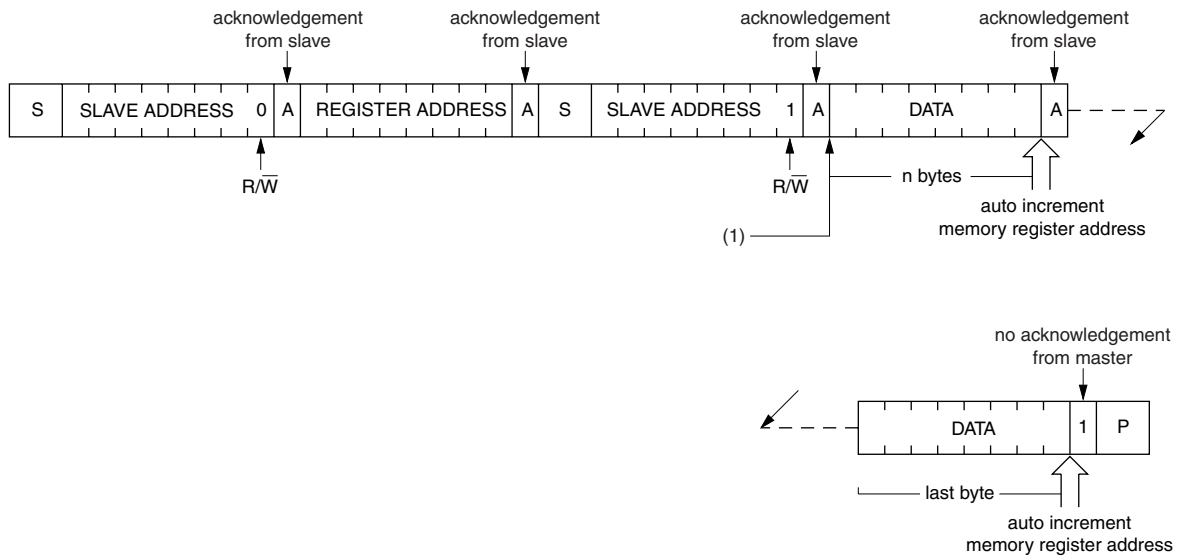 acknowledgement
from slave
acknowledgement
from slave
acknowledgement
from slave
acknowledgement
from slave
S SLAVE ADDRESS 0 A REGISTER ADDRESS A S SLAVE ADDRESS 1 A DATA A
R/W̅
R/W̅
n bytes
auto increment
memory register address
(1)
no acknowledgement
from master
DATA 1 P
last byte
auto increment
memory register address